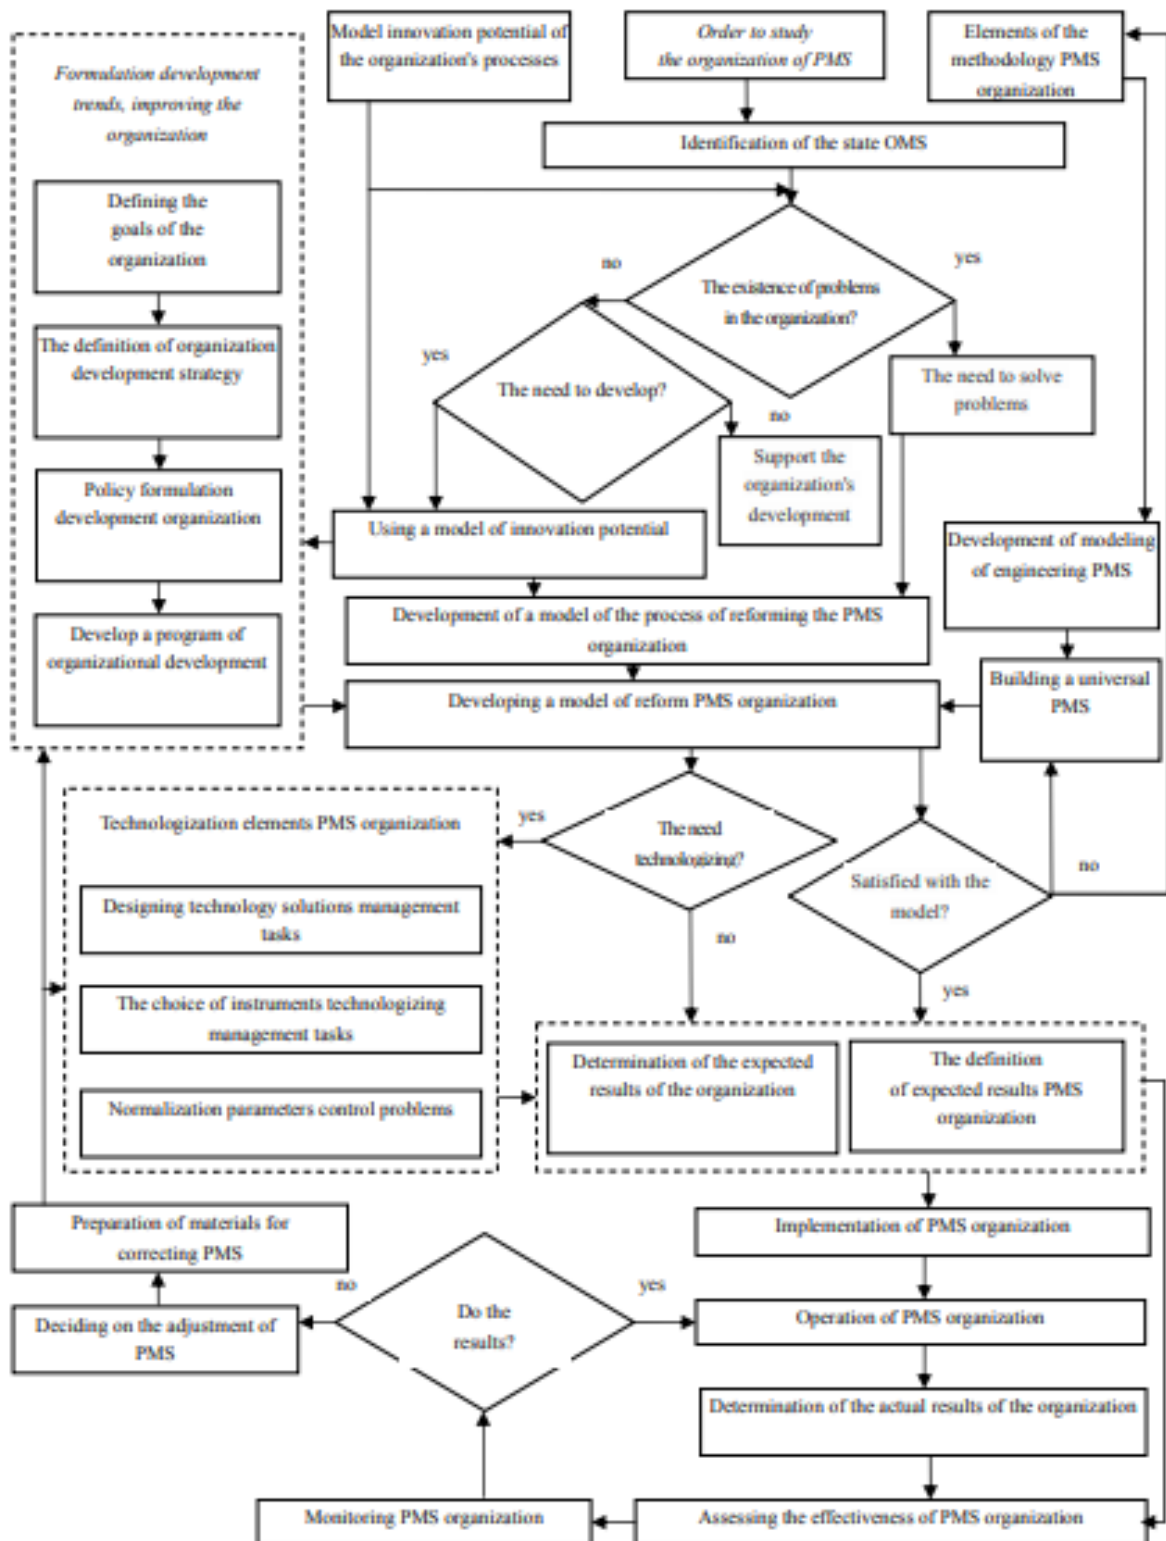 Model innovation potential of
the organization's processes
Order to study
the organization of PMS
Elements of the
methodology PMS
organization
Formulation development
trends, improving the
organization
Identification of the state OMS
Defining the
goals of the
organization
no
yes
The existence of problems
in the organization?
The definition of organization
development strategy
yes
The need to develop?
no
The need to solve
problems
Support the
organization's
development
Policy formulation
development organization
Using a model of innovation potential
Development of modeling
of engineering PMS
Development of a model of the process of reforming the PMS
organization
Develop a program of
organizational development
Building a universal
PMS
Developing a model of reform PMS organization
Technologization elements PMS organization
yes
The need
technologizing?
no
Satisfied with the
model?
no
yes
Designing technology solutions management
tasks
The choice of instruments technologizing
management tasks
Normalization parameters control problems
Determination of the expected
results of the organization
The definition
of expected results PMS
organization
Preparation of materials for
correcting PMS
Implementation of PMS organization
no
yes
Do the
results?
Deciding on the adjustment of
PMS
Operation of PMS organization
Determination of the actual results of the organization
Monitoring PMS organization
Assessing the effectiveness of PMS organization